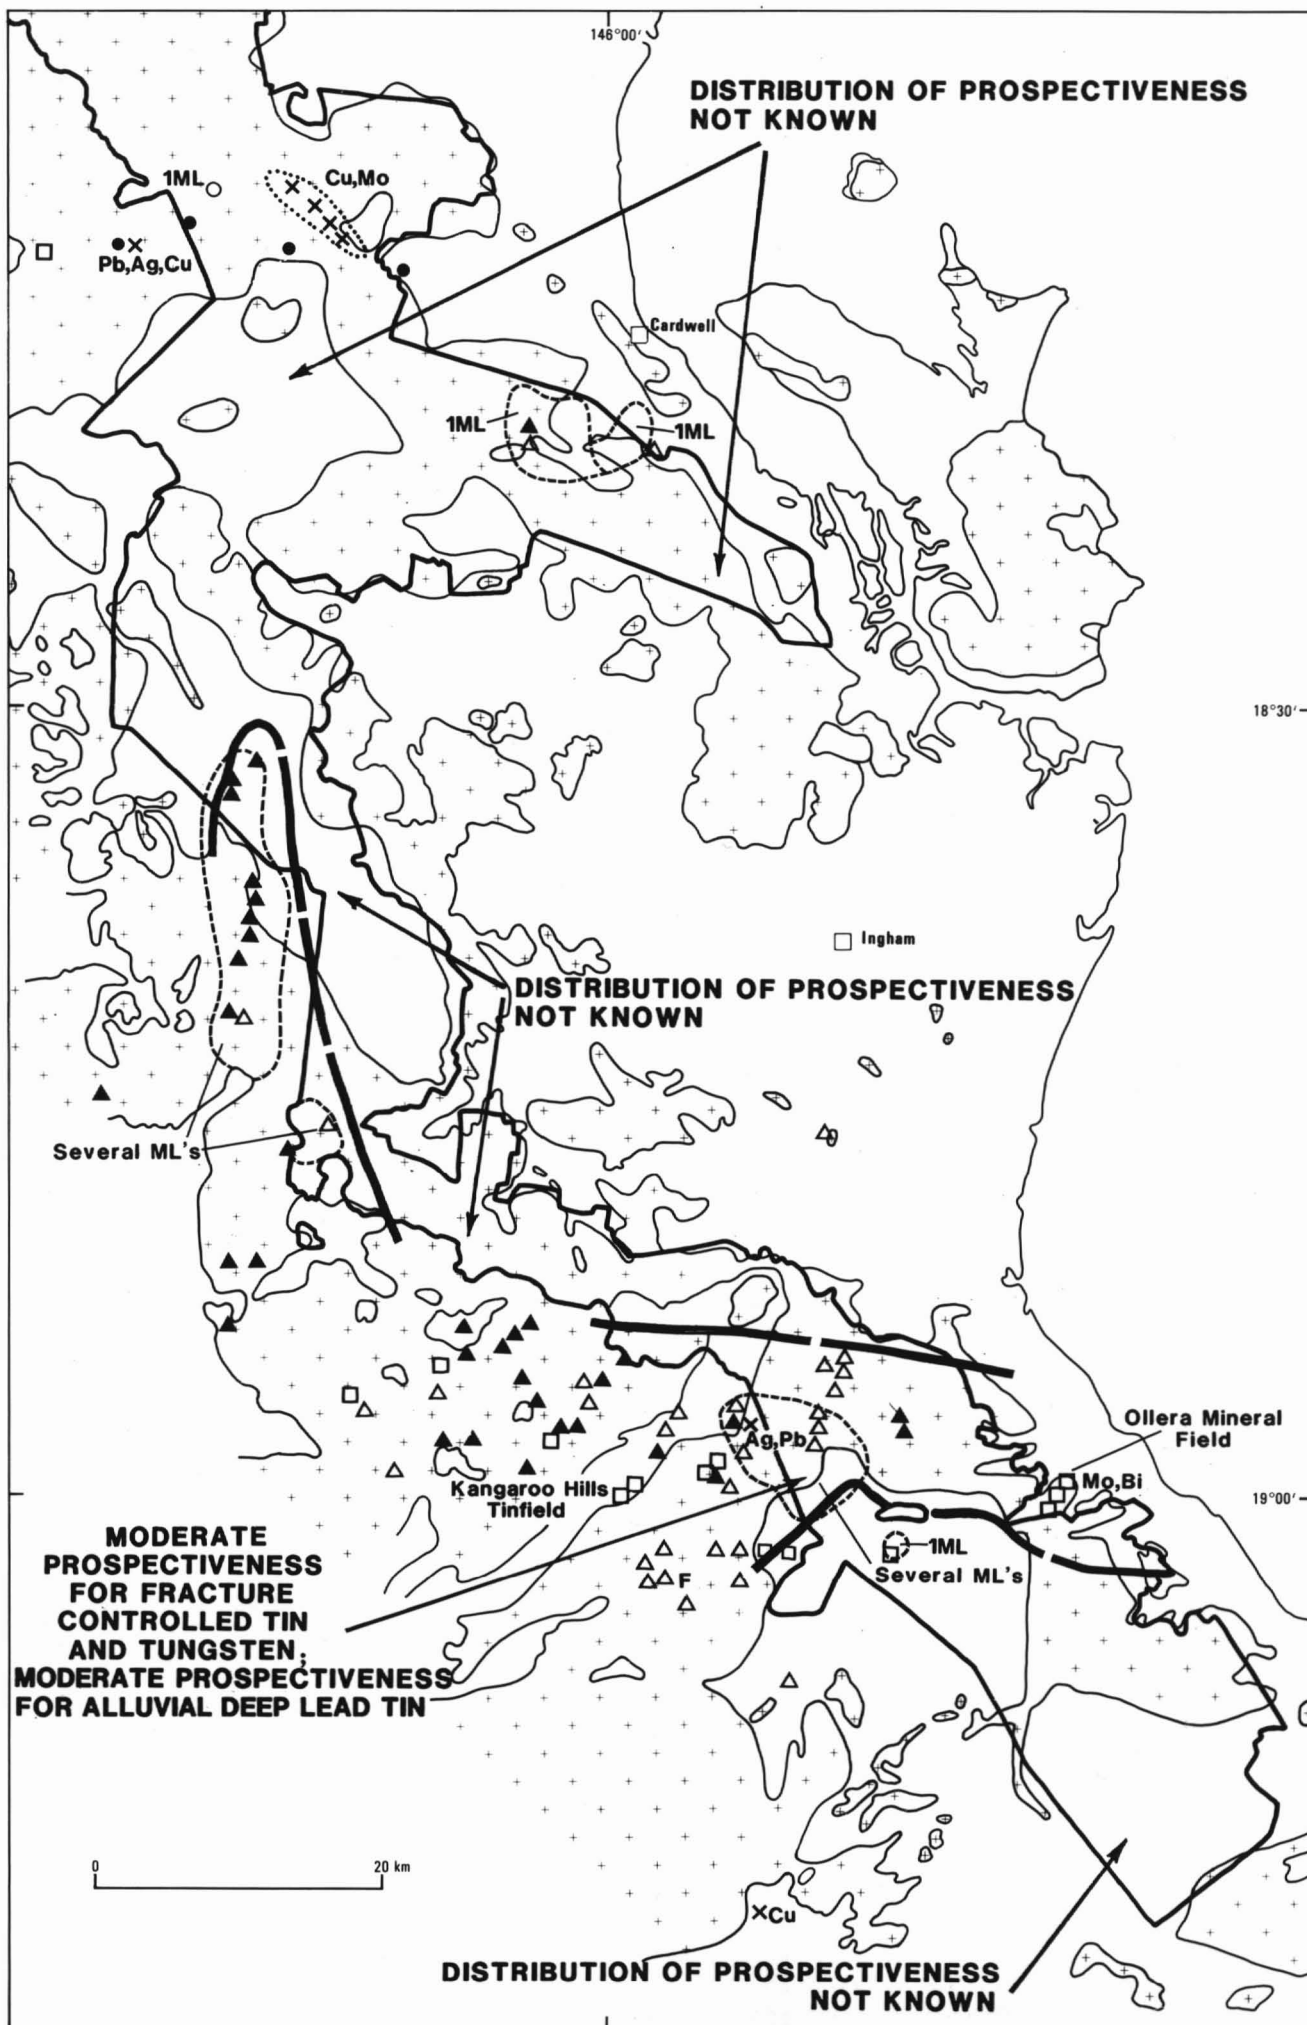 146°00′
DISTRIBUTION OF PROSPECTIVENESS
NOT KNOWN
1ML
Cu,Mo
Pb,Ag,Cu
Cardwell
1ML
1ML
18°30′
Ingham
DISTRIBUTION OF PROSPECTIVENESS
NOT KNOWN
Several ML's
Ollera Mineral
Field
Ag,Pb
Mo,Bi
Kangaroo Hills
Tinfield
19°00′
MODERATE
PROSPECTIVENESS
FOR FRACTURE
CONTROLLED TIN
AND TUNGSTEN;
MODERATE PROSPECTIVENESS
FOR ALLUVIAL DEEP LEAD TIN
1ML
Several ML's
F
0
20 km
Cu
DISTRIBUTION OF PROSPECTIVENESS
NOT KNOWN